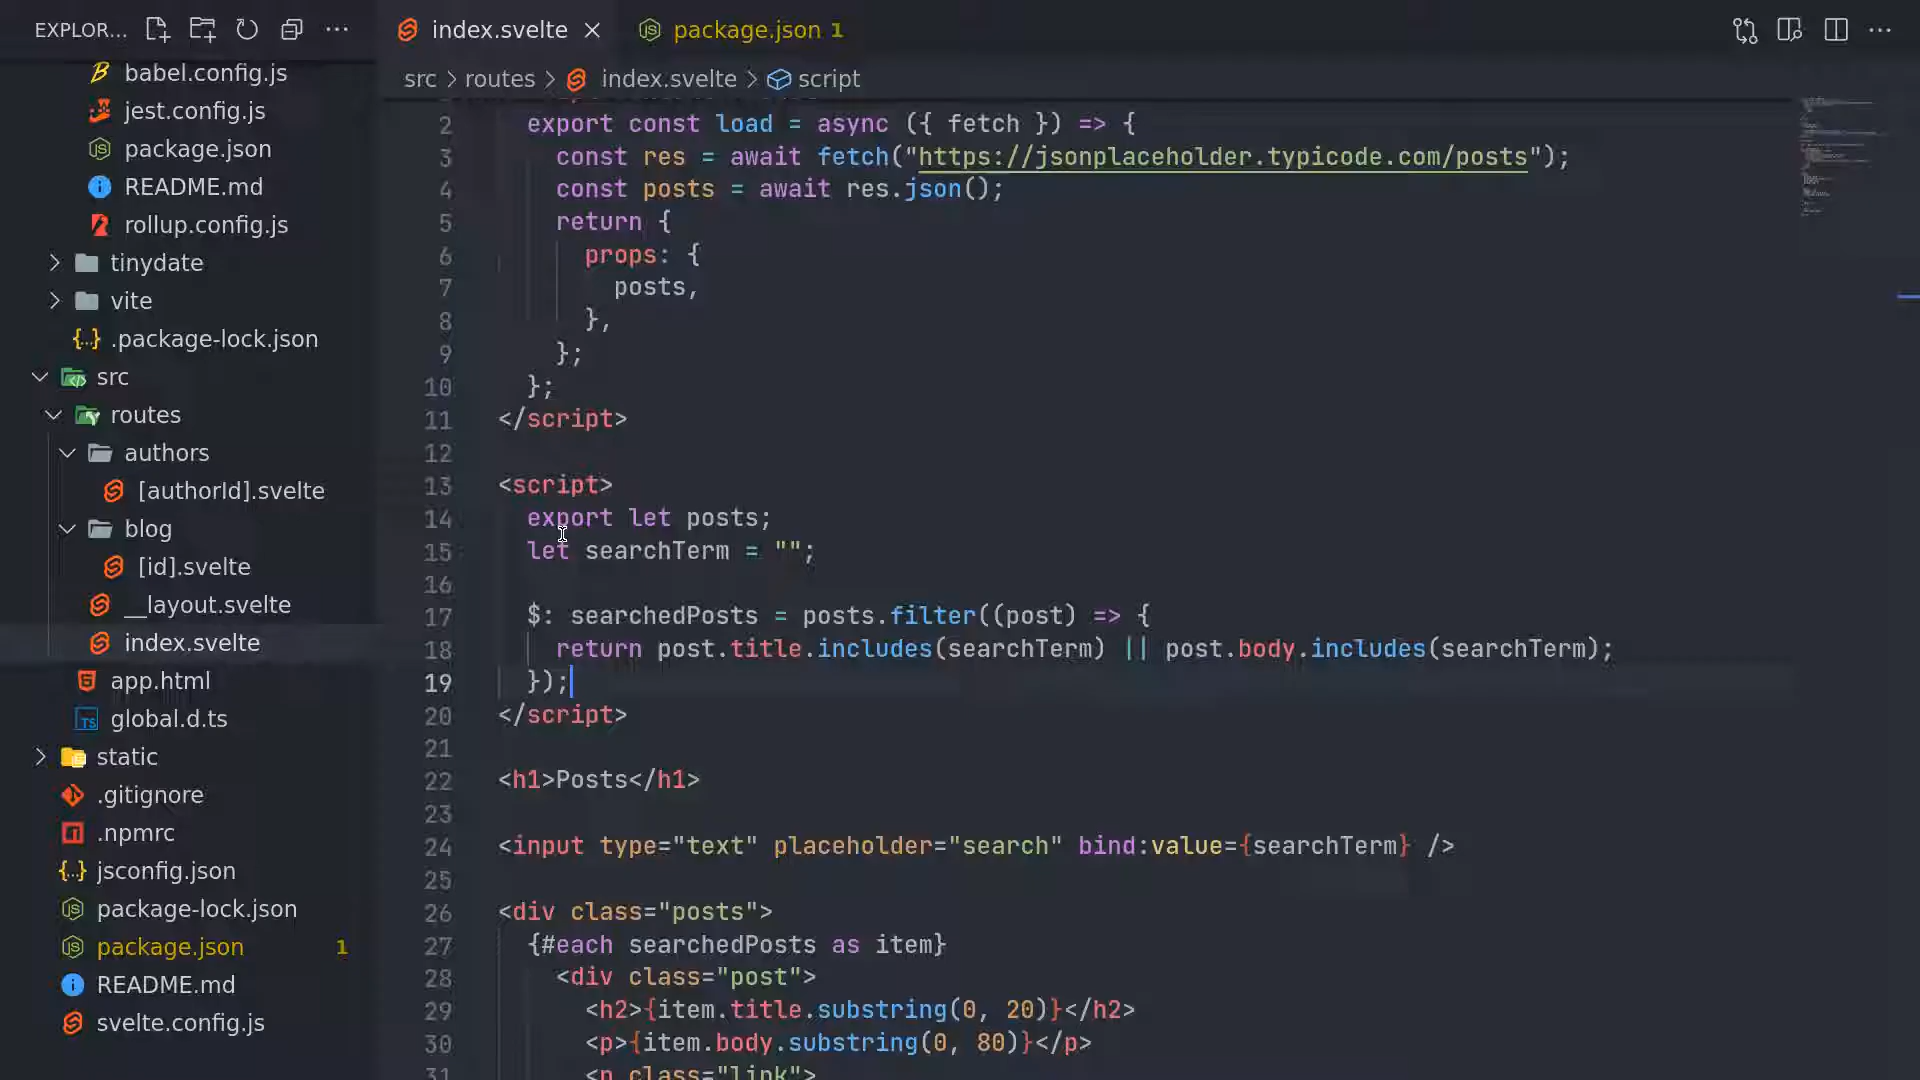 EXPLOR...
babel.config.js
jest.config.js
package.json
README.md
rollup.config.js
tinydate
vite
.package-lock.json
src
routes
authors
[authorId].svelte
blog
[id].svelte
__layout.svelte
index.svelte
app.html
global.d.ts
static
.gitignore
.npmrc
jsconfig.json
package-lock.json
package.json 1
README.md
svelte.config.js
index.svelte
package.json 1
src > routes > index.svelte > script
2 export const load = async ({ fetch }) => {
3 const res = await fetch("https://jsonplaceholder.typicode.com/posts");
4 const posts = await res.json();
5 return {
6 props: {
7 posts,
8 },
9 };
10 };
11 </script>
12
13 <script>
14 export let posts;
15 let searchTerm = "";
16
17 $: searchedPosts = posts.filter((post) => {
18 return post.title.includes(searchTerm) || post.body.includes(searchTerm);
19 });
20 </script>
21
22 <h1>Posts</h1>
23
24 <input type="text" placeholder="search" bind:value={searchTerm} />
25
26 <div class="posts">
27 {#each searchedPosts as item}
28 <div class="post">
29 <h2>{item.title.substring(0, 20)}</h2>
30 <p>{item.body.substring(0, 80)}</p>
31 <p class="link">